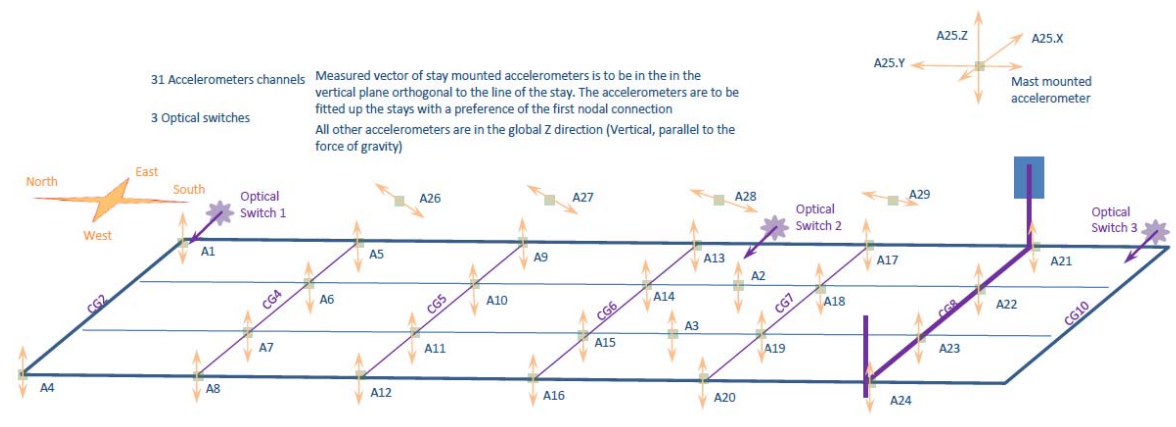 A25.Z
A25.X
A25.Y
Mast mounted
accelerometer
31 Accelerometers channels
3 Optical switches
Measured vector of stay mounted accelerometers is to be in the in the
vertical plane orthogonal to the line of the stay. The accelerometers are to be
fitted up the stays with a preference of the first nodal connection
All other accelerometers are in the global Z direction (Vertical, parallel to the
force of gravity)
North
East
South
West
Optical
Switch 1
A26
A27
A28
A29
Optical
Switch 2
Optical
Switch 3
A1
A5
A9
A13
A17
A21
A2
CG2
CG4
A6
CG5
A10
CG6
A14
CG7
A18
CG8
A22
CG10
A3
A7
A11
A15
A19
A23
A4
A8
A12
A16
A20
A24